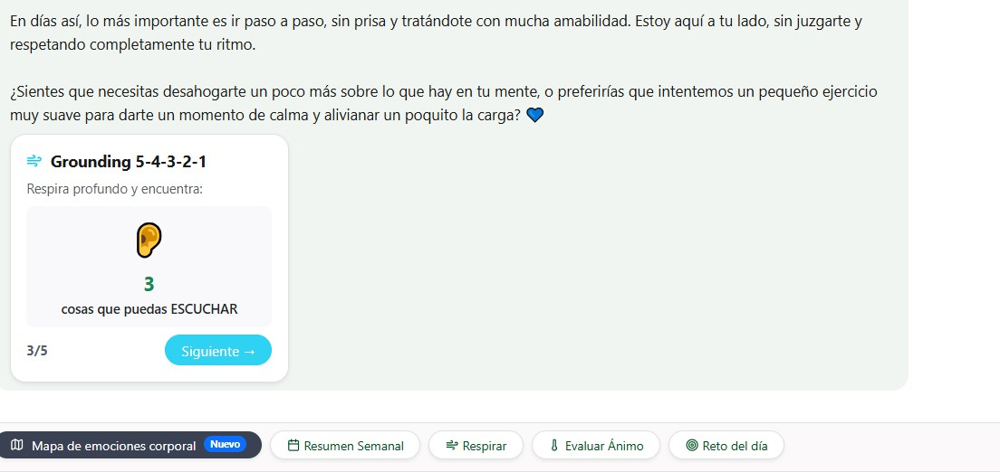 En días así, lo más importante es ir paso a paso, sin prisa y tratándote con mucha amabilidad. Estoy aquí a tu lado, sin juzgarte y
respetando completamente tu ritmo.
¿Sientes que necesitas desahogarte un poco más sobre lo que hay en tu mente, o preferirías que intentemos un pequeño ejercicio
muy suave para darte un momento de calma y alivianar un poquito la carga? 💙
Grounding 5-4-3-2-1
Respira profundo y encuentra:
3
cosas que puedas ESCUCHAR
3/5
Siguiente →
Mapa de emociones corporal Nuevo
Resumen Semanal
Respirar
Evaluar Ánimo
Reto del día